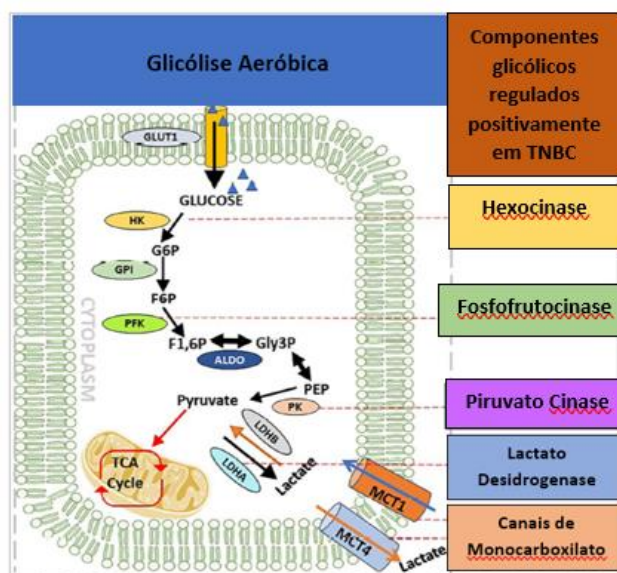 Glicólise Aeróbica
Componentes
glicólicos
regulados
positivamente
em TNBC
GLUT1
GLUCOSE
HK
Hexocinase
G6P
GPI
F6P
PFK
Fosfofrutocinase
F1,6P
Gly3P
ALDO
CYTOPLASM
PEP
Pyruvate
PK
Piruvato Cinase
LDHB
LDHA
Lactate
TCA
Cycle
Lactato
Desidrogenase
MCT1
MCT4
Lactate
Canais de
Monocarboxilato